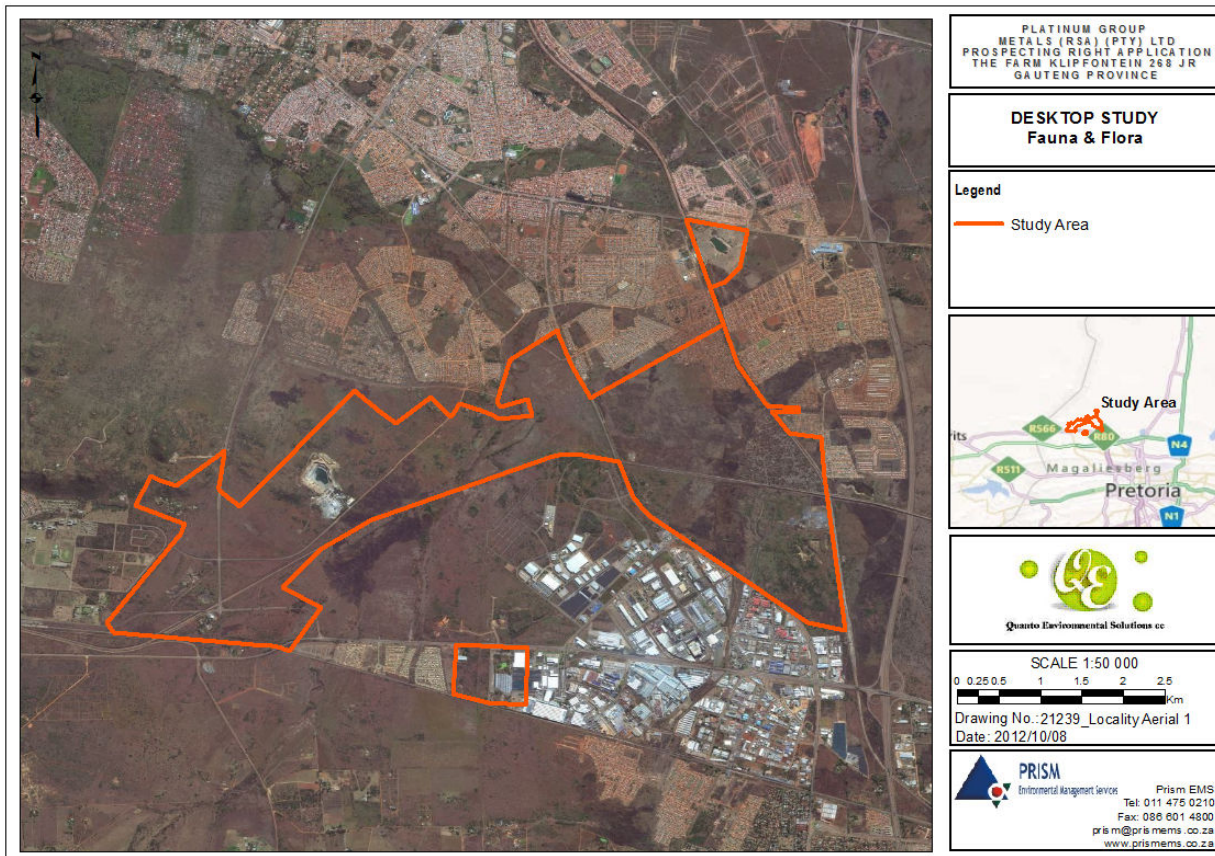 PLATINUM GROUP
METALS (RSA) (PTY) LTD
PROSPECTING RIGHT APPLICATION
THE FARM KLIPFONTEIN 268 JR
GAUTENG PROVINCE
DESKTOP STUDY
Fauna & Flora
Legend
Study Area
Study Area
R566
R80
its
N4
R511
Magaliesberg
Pretoria
N1
QE
Quanto Environmental Solutions cc
SCALE 1:50 000
0 0.25 0.5 1 1.5 2 2.5
Km
Drawing No.: 21239_Locality Aerial 1
Date: 2012/10/08
PRISM
Environmental Management Services
Prism EMS
Tel: 011 475 0210
Fax: 086 601 4800
prism@prismems.co.za
www.prismems.co.za